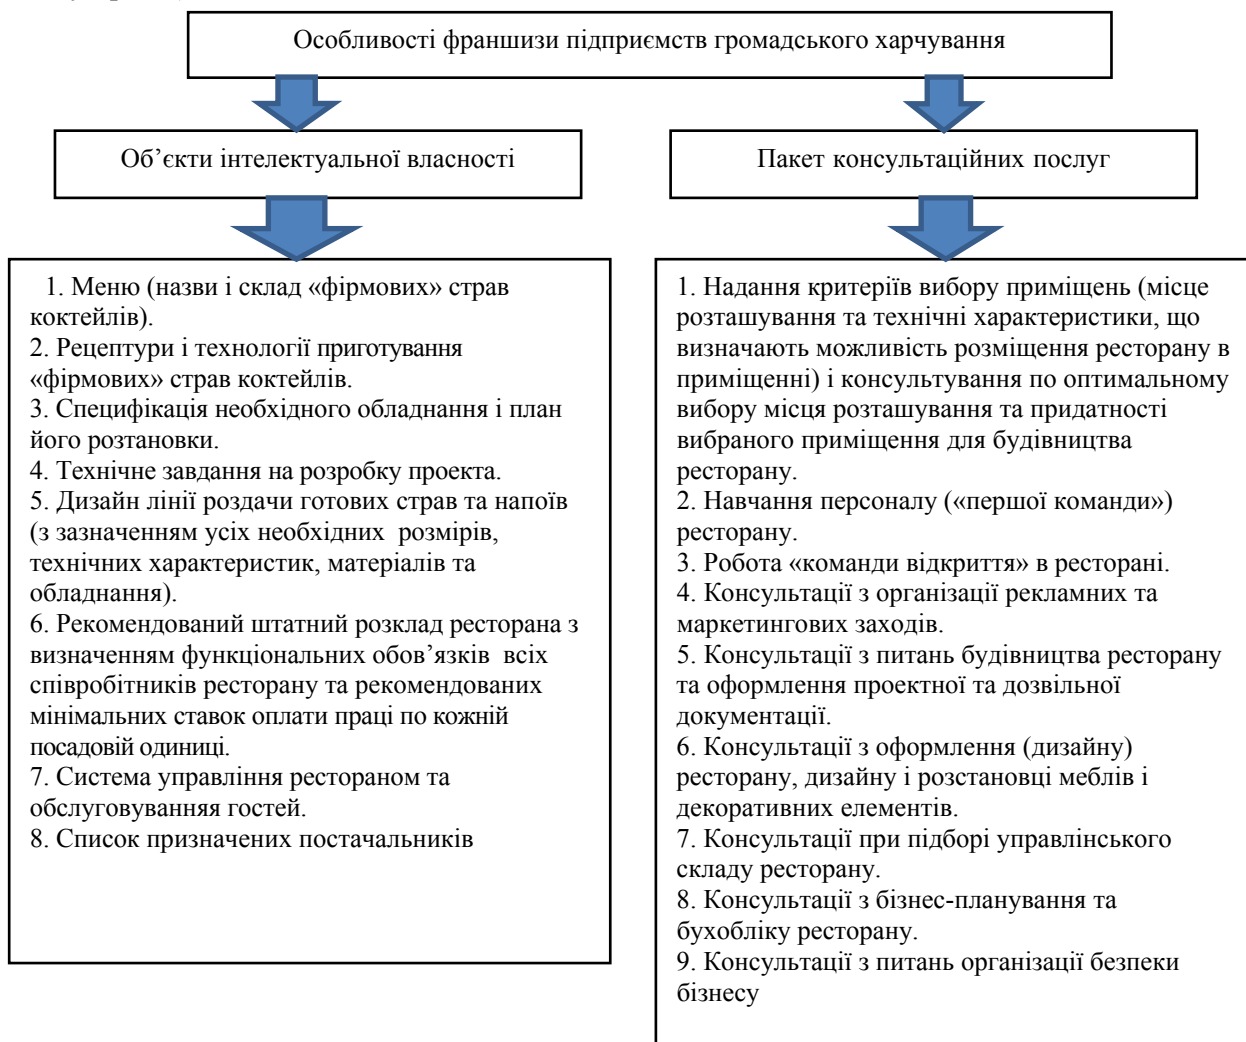 Особливості франшизи підприємств громадського харчування
Об’єкти інтелектуальної власності
Пакет консультаційних послуг
1. Меню (назви і склад «фірмових» страв
коктейлів).
2. Рецептури і технології приготування
«фірмових» страв коктейлів.
3. Специфікація необхідного обладнання і план
його розтановки.
4. Технічне завдання на розробку проекта.
5. Дизайн лінії роздачі готових страв та напоїв
(з зазначенням усіх необхідних розмірів,
технічних характеристик, матеріалів та
обладнання).
6. Рекомендований штатний розклад ресторана з
визначенням функціональних обов’язків всіх
співробітників ресторану та рекомендованих
мінімальних ставок оплати праці по кожній
посадовій одиниці.
7. Система управління рестораном та
обслуговуванняя гостей.
8. Список призначених постачальників
1. Надання критеріїв вибору приміщень (місце
розташування та технічні характеристики, що
визначають можливість розміщення ресторану в
приміщенні) і консультування по оптимальному
вибору місця розташування та придатності
вибраного приміщення для будівництва
ресторану.
2. Навчання персоналу («першої команди»)
ресторану.
3. Робота «команди відкриття» в ресторані.
4. Консультації з організації рекламних та
маркетингових заходів.
5. Консультації з питань будівництва ресторану
та оформлення проектної та дозвільної
документації.
6. Консультації з оформлення (дизайну)
ресторану, дизайну і розстановці меблів і
декоративних елементів.
7. Консультації при підборі управлінського
складу ресторану.
8. Консультації з бізнес-планування та
бухобліку ресторану.
9. Консультації з питань організації безпеки
бізнесу